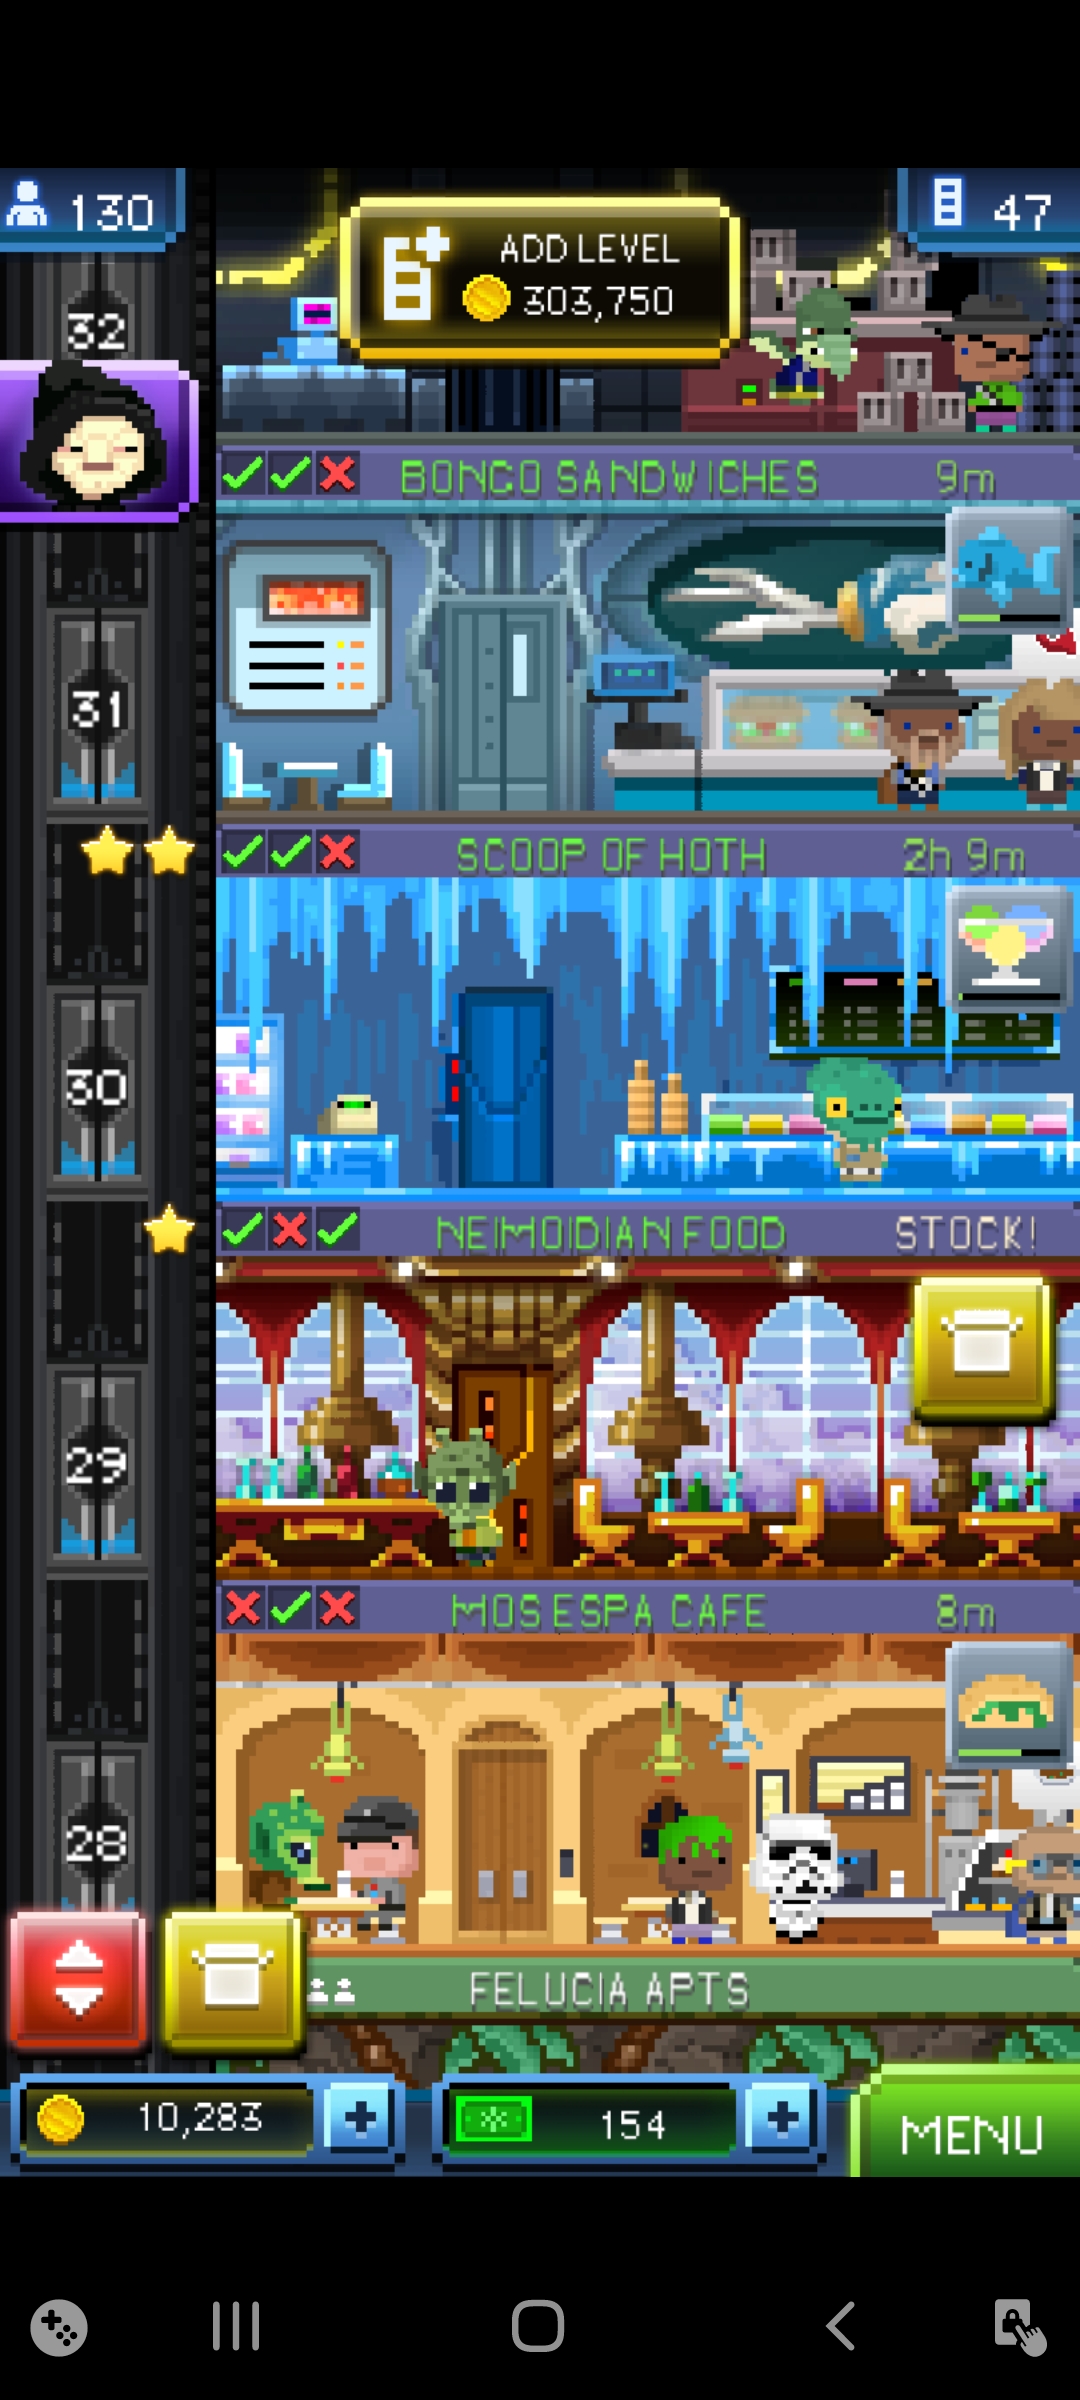 130
ADD LEVEL
303,750
47
32
BONGO SANDWICHES 9m
31
SCOOP OF HOTH 2h 9m
30
NEIMOIDIAN FOOD STOCK!
29
MOS ESPA CAFE 8m
28
FELUCIA APTS
10,283
154
MENU